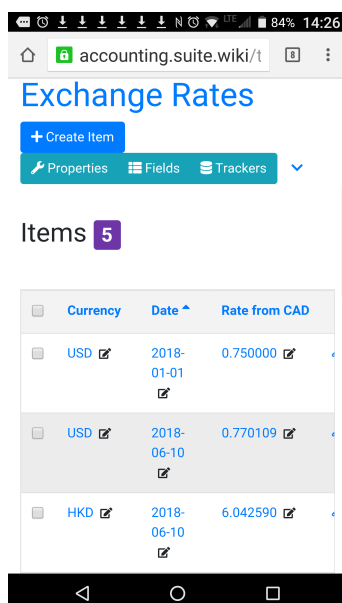 LTE 84% 14:26
accounting.suite.wiki/t 8
Exchange Rates
Create Item
Properties Fields Trackers
Items 5
Currency Date Rate from CAD
USD 2018- 0.750000
01-01
USD 2018- 0.770109
06-10
HKD 2018- 6.042590
06-10